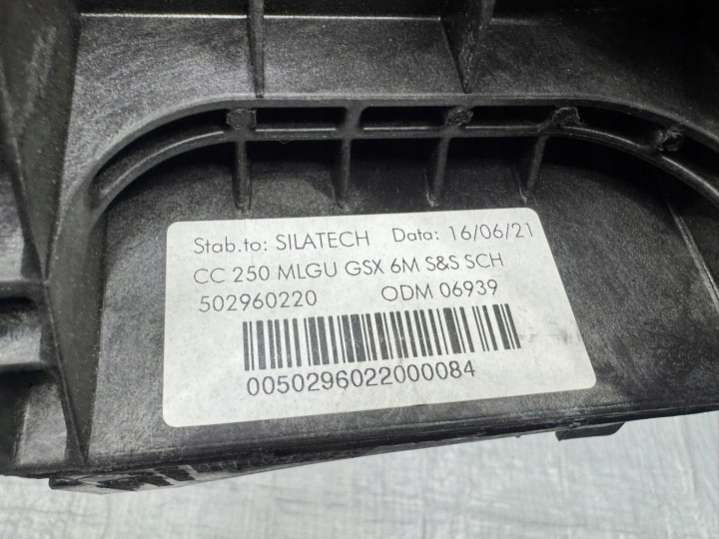 Stab.to: SILATECH Data: 16/06/21
CC 250 MLGU GSX 6M S&S SCH
502960220 ODM 06939
0050296022000084